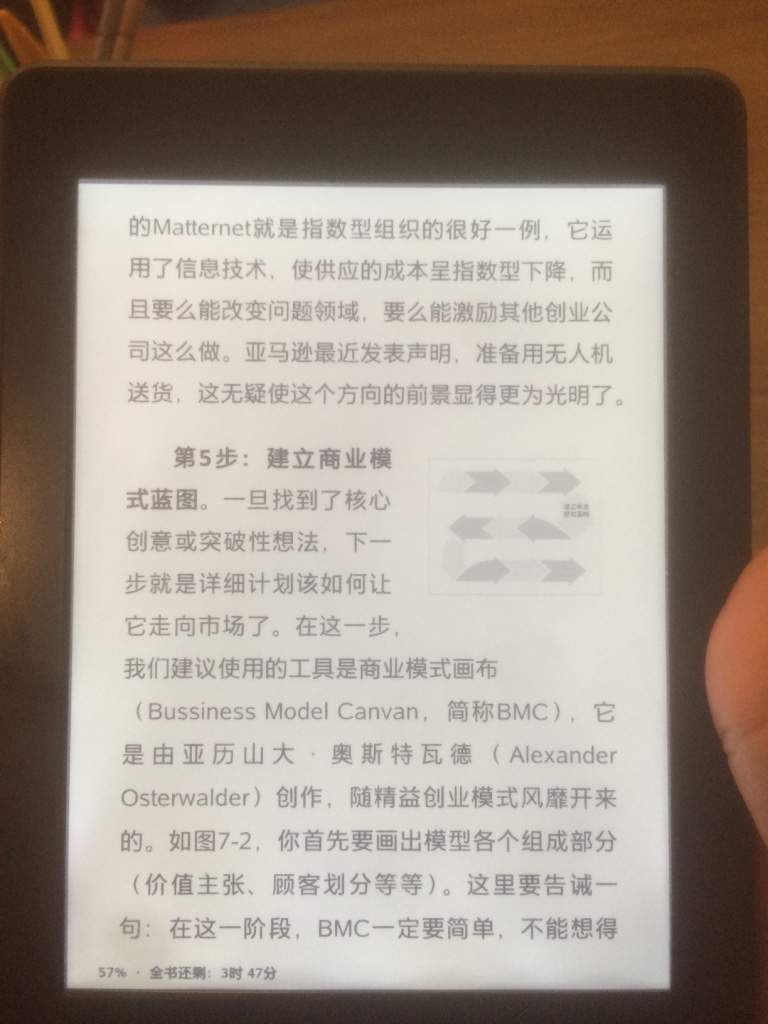 的Matternet就是指数型组织的很好一例，它运
用了信息技术，使供应的成本呈指数型下降，而
且要么能改变问题领域，要么能激励其他创业公
司这么做。亚马逊最近发表声明，准备用无人机
送货，这无疑使这个方向的前景显得更为光明了。
第5步：建立商业模
式蓝图。一旦找到了核心
创意或突破性想法，下一
步就是详细计划该如何让
它走向市场了。在这一步，
我们建议使用的工具是商业模式画布
（Bussiness Model Canvan，简称BMC），它
是由亚历山大·奥斯特瓦德（Alexander
Osterwalder）创作，随精益创业模式风靡开来
的。如图7-2，你首先要画出模型各个组成部分
（价值主张、顾客划分等等）。这里要告诫一
句：在这一阶段，BMC一定要简单，不能想得
57% · 全书还剩：3时 47分